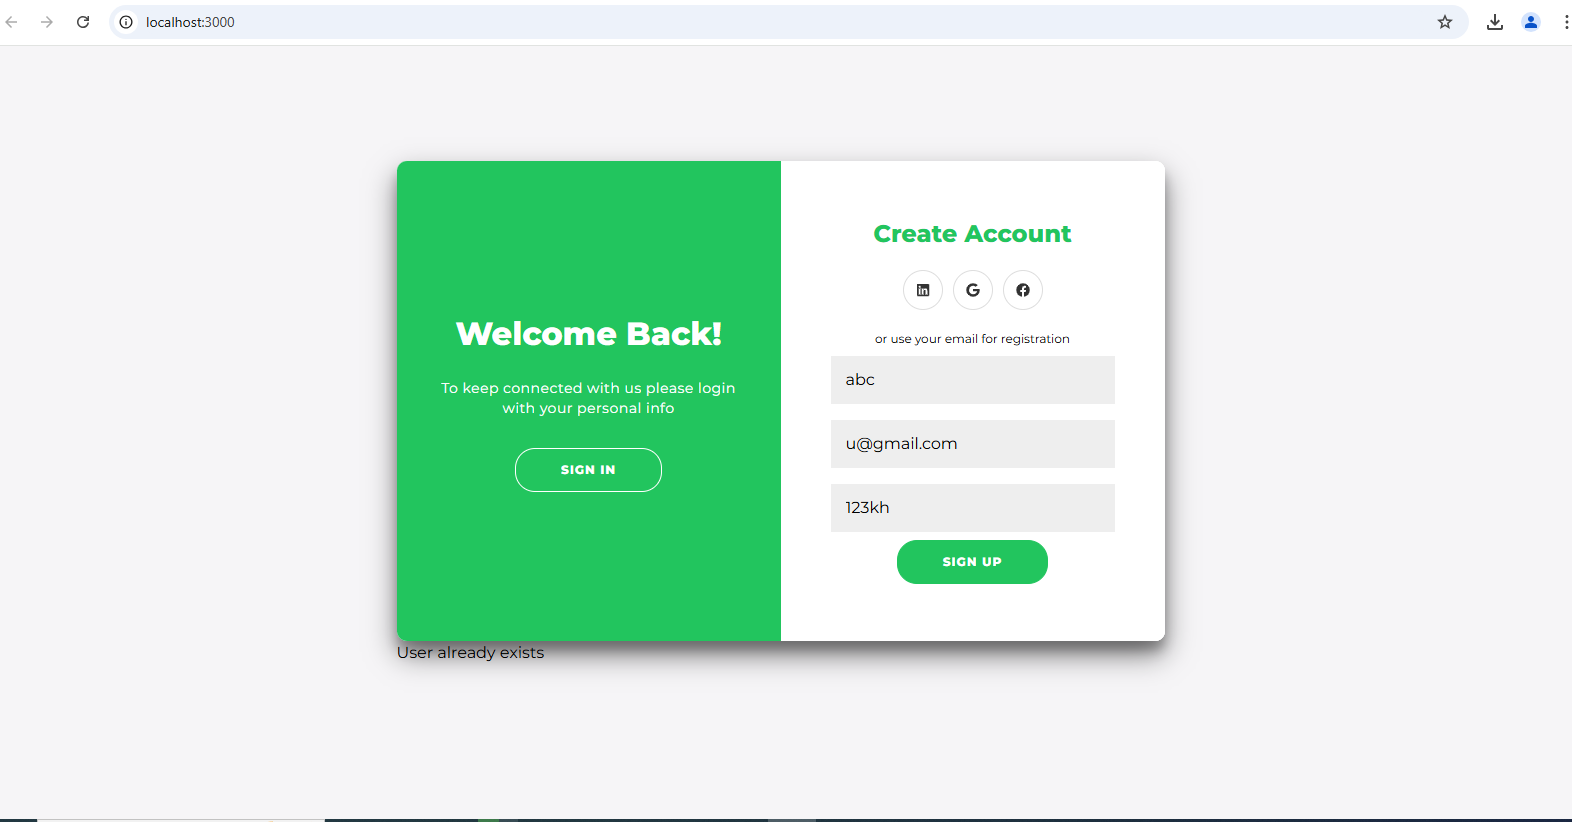 localhost:3000
Welcome Back!
To keep connected with us please login
with your personal info
SIGN IN
Create Account
or use your email for registration
abc
u@gmail.com
123kh
SIGN UP
User already exists